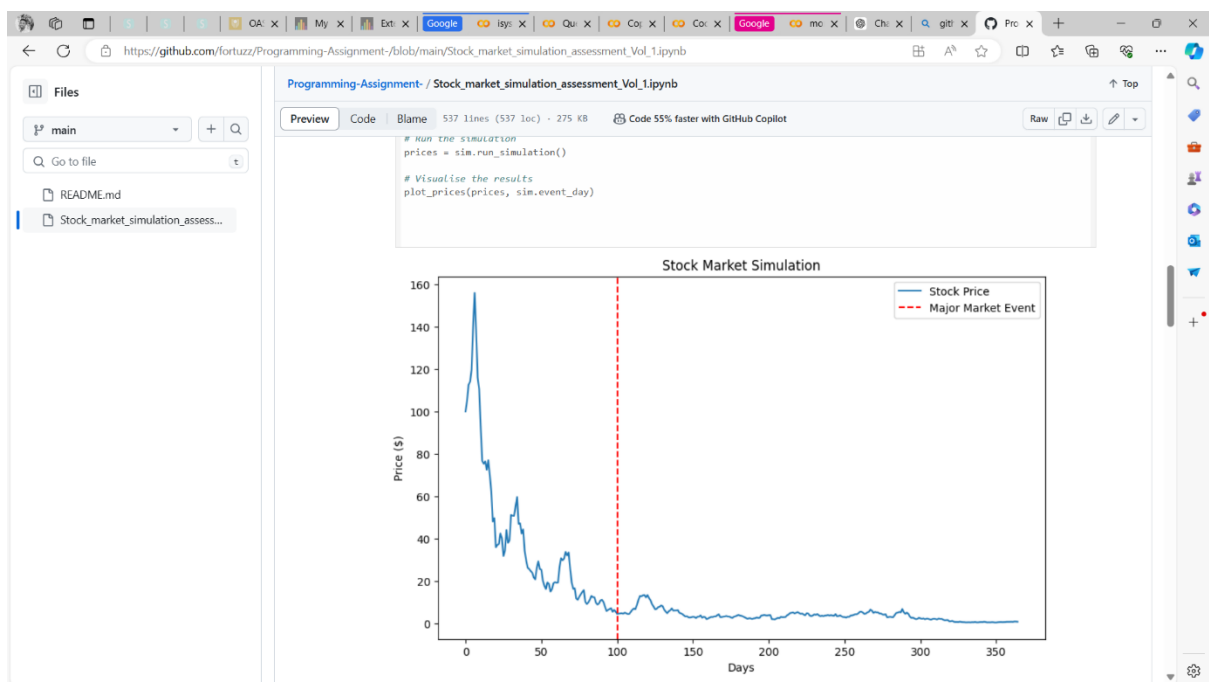 OA:
My
Ext
Google
isys
Qu
Co
Coc
Google
mo
Cha
git
Pro
https://github.com/fortuzz/Programming-Assignment-/blob/main/Stock_market_simulation_assessment_Vol_1.ipynb
Files
Programming-Assignment- / Stock_market_simulation_assessment_Vol_1.ipynb
Top
main
Preview Code Blame 537 lines (537 loc) · 275 KB Code 55% faster with GitHub Copilot
Raw
Go to file t
README.md
Stock_market_simulation_assess...
# Run the simulation
prices = sim.run_simulation()
# Visualise the results
plot_prices(prices, sim.event_day)
Stock Market Simulation
Stock Price
Major Market Event
Price ($)
160
140
120
100
80
60
40
20
0
0 50 100 150 200 250 300 350
Days